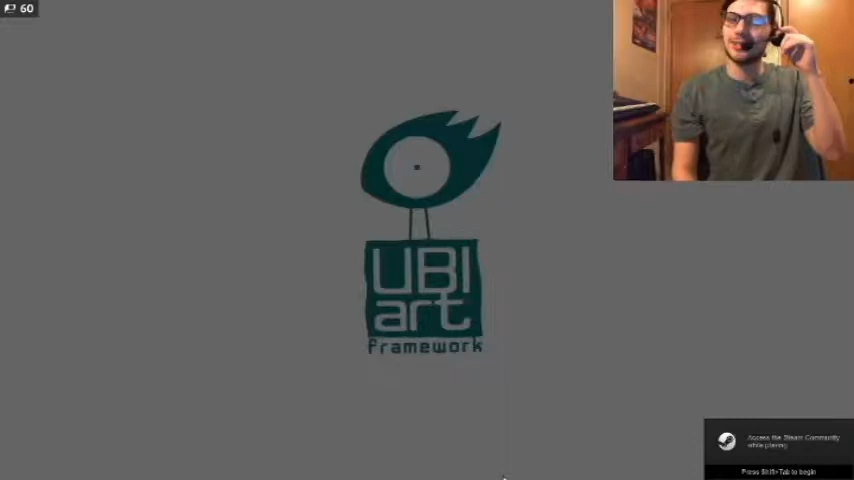 60
UBI
art
framework
Access the Steam Community
while playing.
Press Shift+Tab to begin